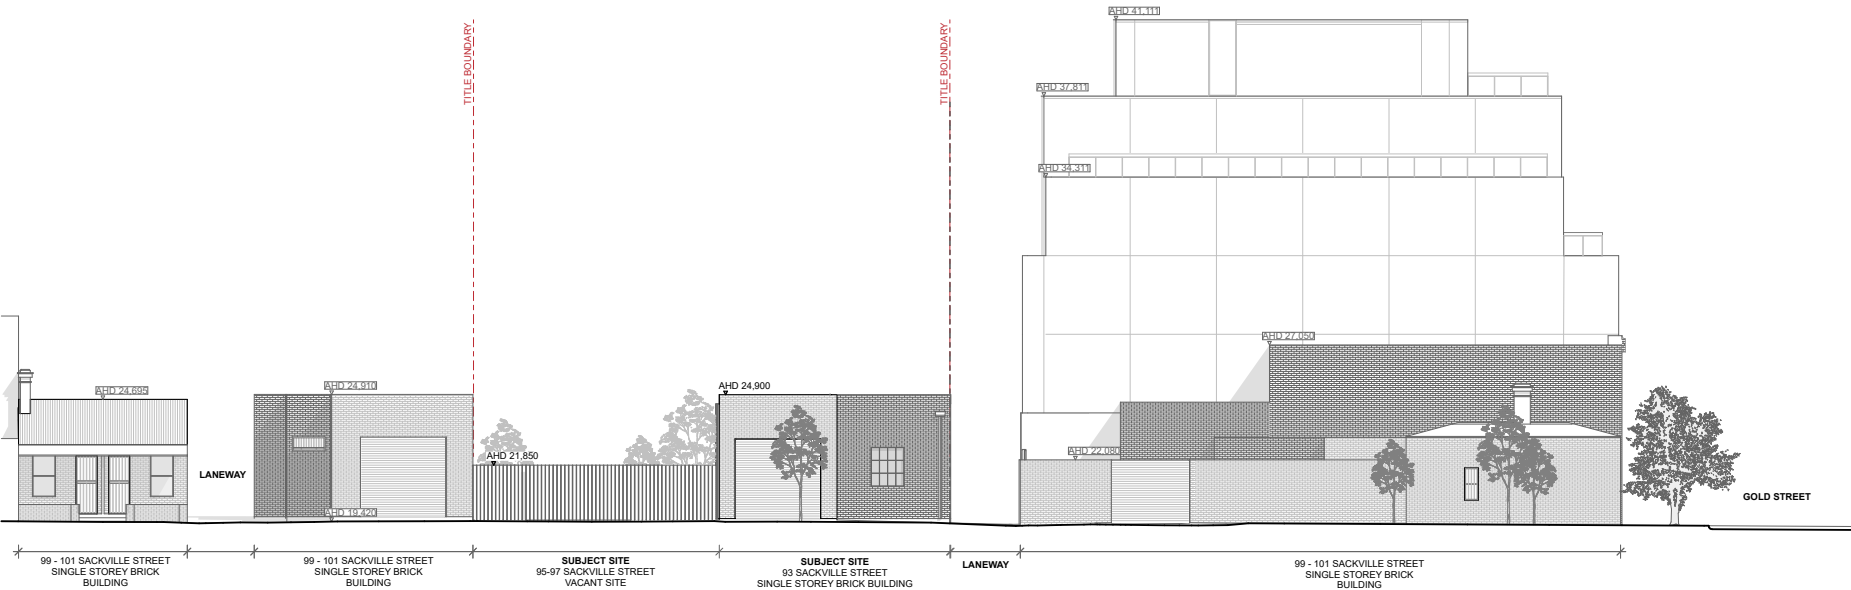 AHD 41,111
TITLE BOUNDARY
TITLE BOUNDARY
AHD 37,811
AHD 34,311
AHD 27,050
AHD 24,695
AHD 24,910
AHD 24,900
AHD 21,850
AHD 22,080
LANEWAY
AHD 19,420
GOLD STREET
99 - 101 SACKVILLE STREET
SINGLE STOREY BRICK
BUILDING
99 - 101 SACKVILLE STREET
SINGLE STOREY BRICK
BUILDING
SUBJECT SITE
95-97 SACKVILLE STREET
VACANT SITE
SUBJECT SITE
93 SACKVILLE STREET
SINGLE STOREY BRICK BUILDING
LANEWAY
99 - 101 SACKVILLE STREET
SINGLE STOREY BRICK
BUILDING